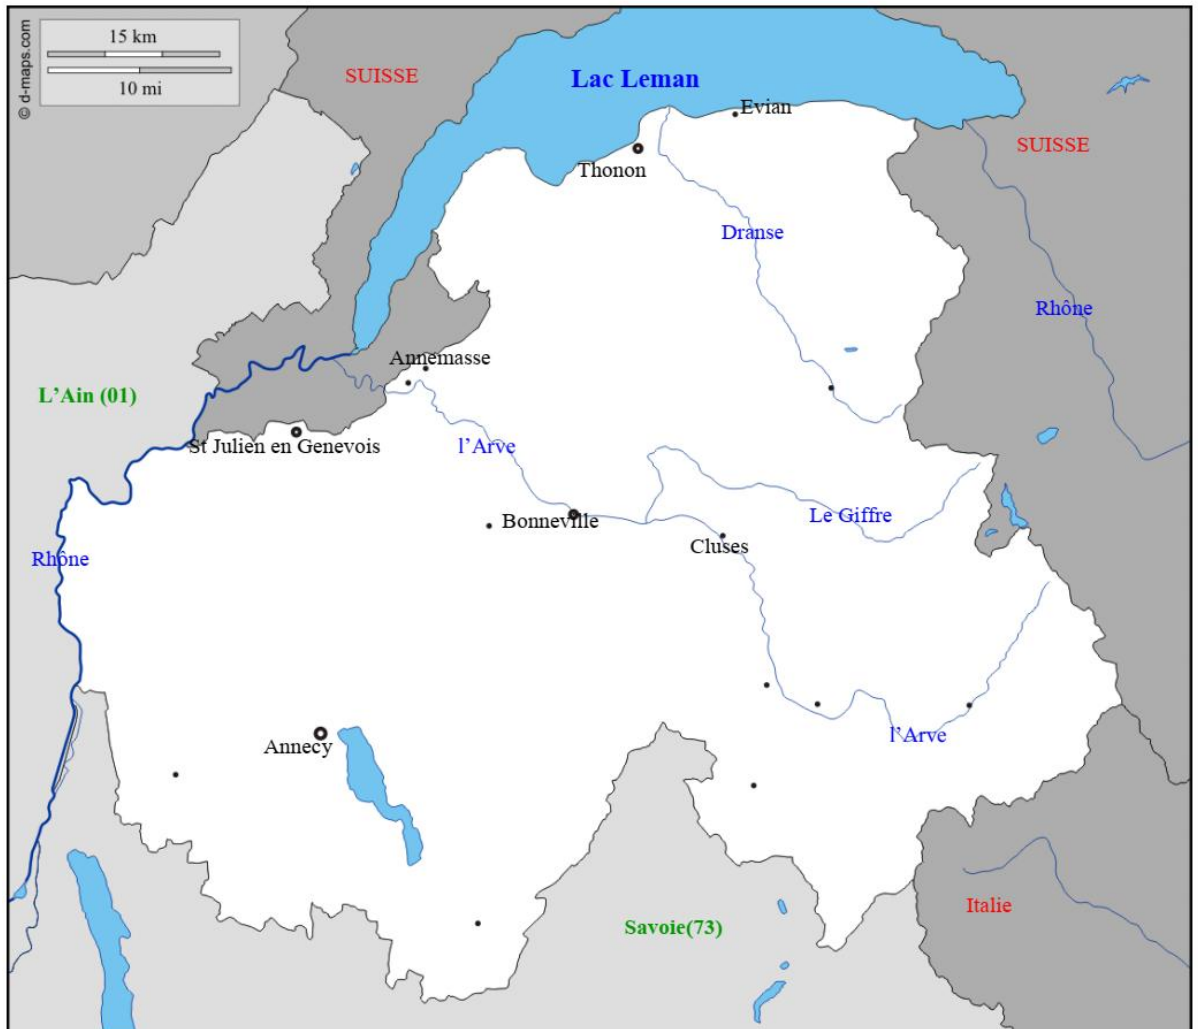 © d-maps.com
15 km
10 mi
SUISSE
Lac Leman
Evian
SUISSE
Thonon
Dranse
Rhône
Annemasse
L’Ain (01)
St Julien en Genevois
l’Arve
Le Giffre
Bonneville
Cluses
Rhône
l’Arve
Annecy
Italie
Savoie(73)